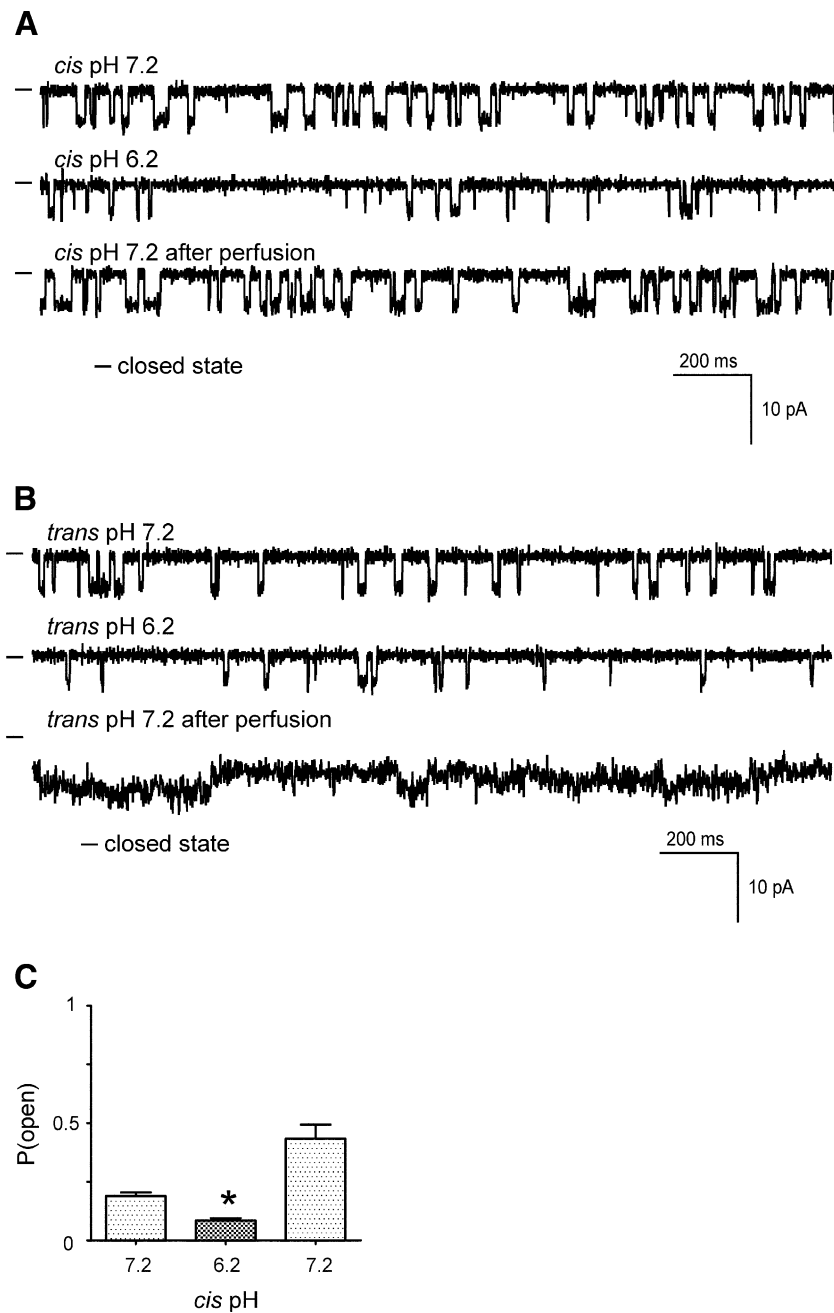 A
cis pH 7.2
cis pH 6.2
cis pH 7.2 after perfusion
– closed state
200 ms
10 pA
B
trans pH 7.2
trans pH 6.2
trans pH 7.2 after perfusion
– closed state
200 ms
10 pA
C
1
0.5
0
P(open)
*
7.2 6.2 7.2
cis pH